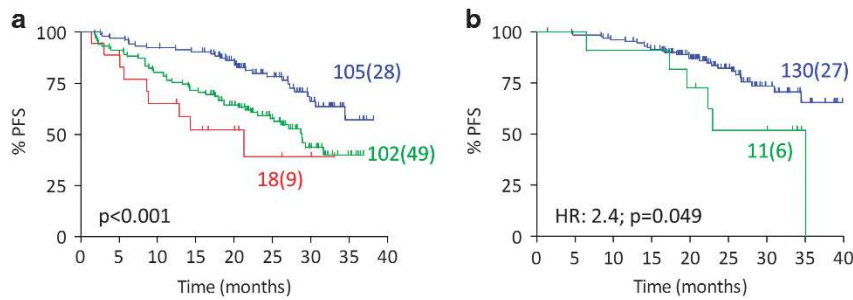 a
100
75
50
25
0
% PFS
105(28)
102(49)
18(9)
p<0.001
0 5 10 15 20 25 30 35 40
Time (months)
b
100
75
50
25
0
% PFS
130(27)
11(6)
HR: 2.4; p=0.049
0 5 10 15 20 25 30 35 40
Time (months)